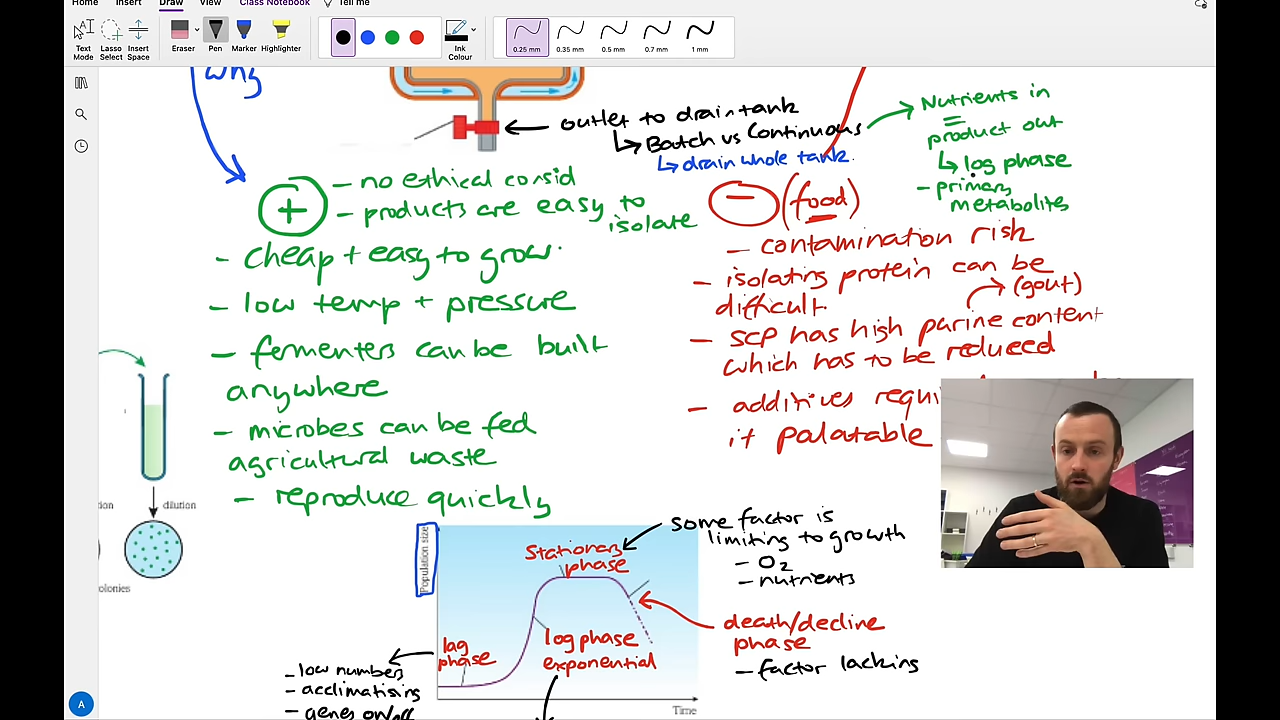 Home Insert Draw View Class Notebook Tell me
Text Mode
Lasso Select
Insert Space
Eraser
Pen
Marker
Highlighter
Ink Colour
0.25 mm
0.35 mm
0.5 mm
0.7 mm
1 mm
why
outlet to drain tank
↳ Batch vs Continuous
↳ drain whole tank.
Nutrients in
=
product out
↳ log phase
- primary
metabolites
+
- no ethical consid
- products are easy to
isolate
- cheap + easy to grow.
- low temp + pressure
- fermenters can be built
anywhere
- microbes can be fed
agricultural waste
- reproduce quickly
- (food)
- contamination risk
- isolating protein can be
difficult.
→ (gout)
- SCP has high purine content
which has to be reduced
- additives requi
it palatable
tion
dilution
olonies
Population size
Stationary
phase
some factor is
limiting to growth
- O2
- nutrients
lag
phase
log phase
exponential
death/decline
phase
- factor lacking
- low numbers
- acclimatising
- genes on/off
Time
A